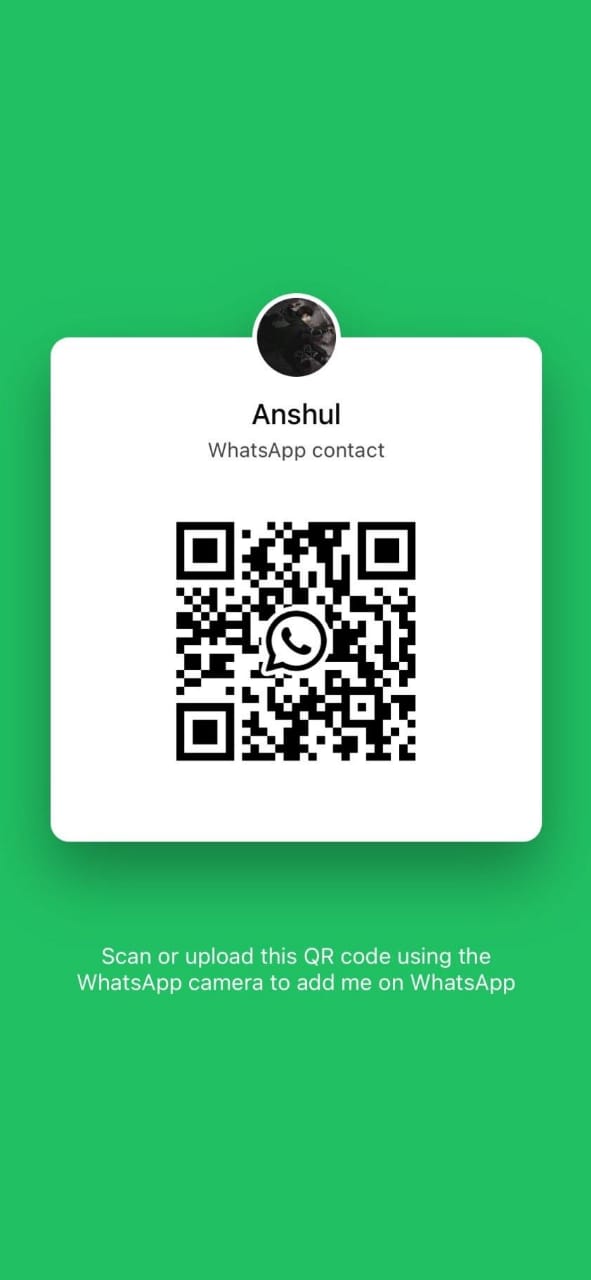 Anshul
WhatsApp contact
Scan or upload this QR code using the
WhatsApp camera to add me on WhatsApp